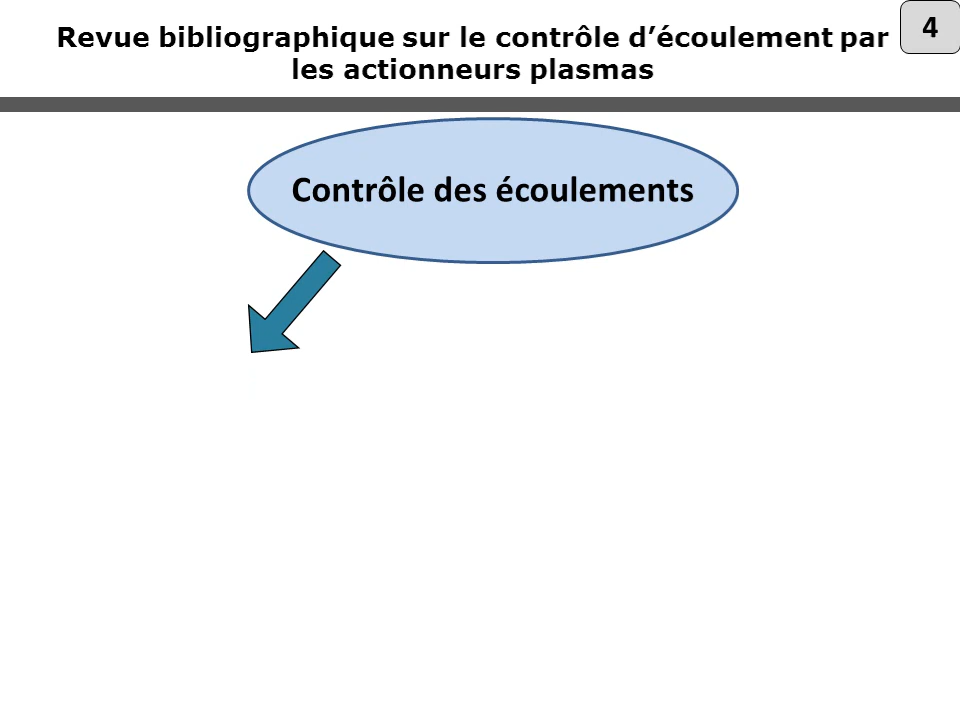 Revue bibliographique sur le contrôle d’écoulement par
les actionneurs plasmas
4
Contrôle des écoulements